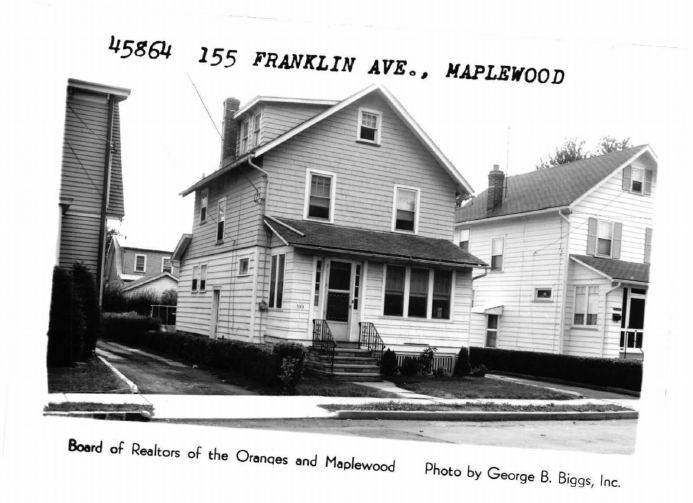 45864 155 FRANKLIN AVE., MAPLEWOOD
Board of Realtors of the Oranges and Maplewood Photo by George B. Biggs, Inc.